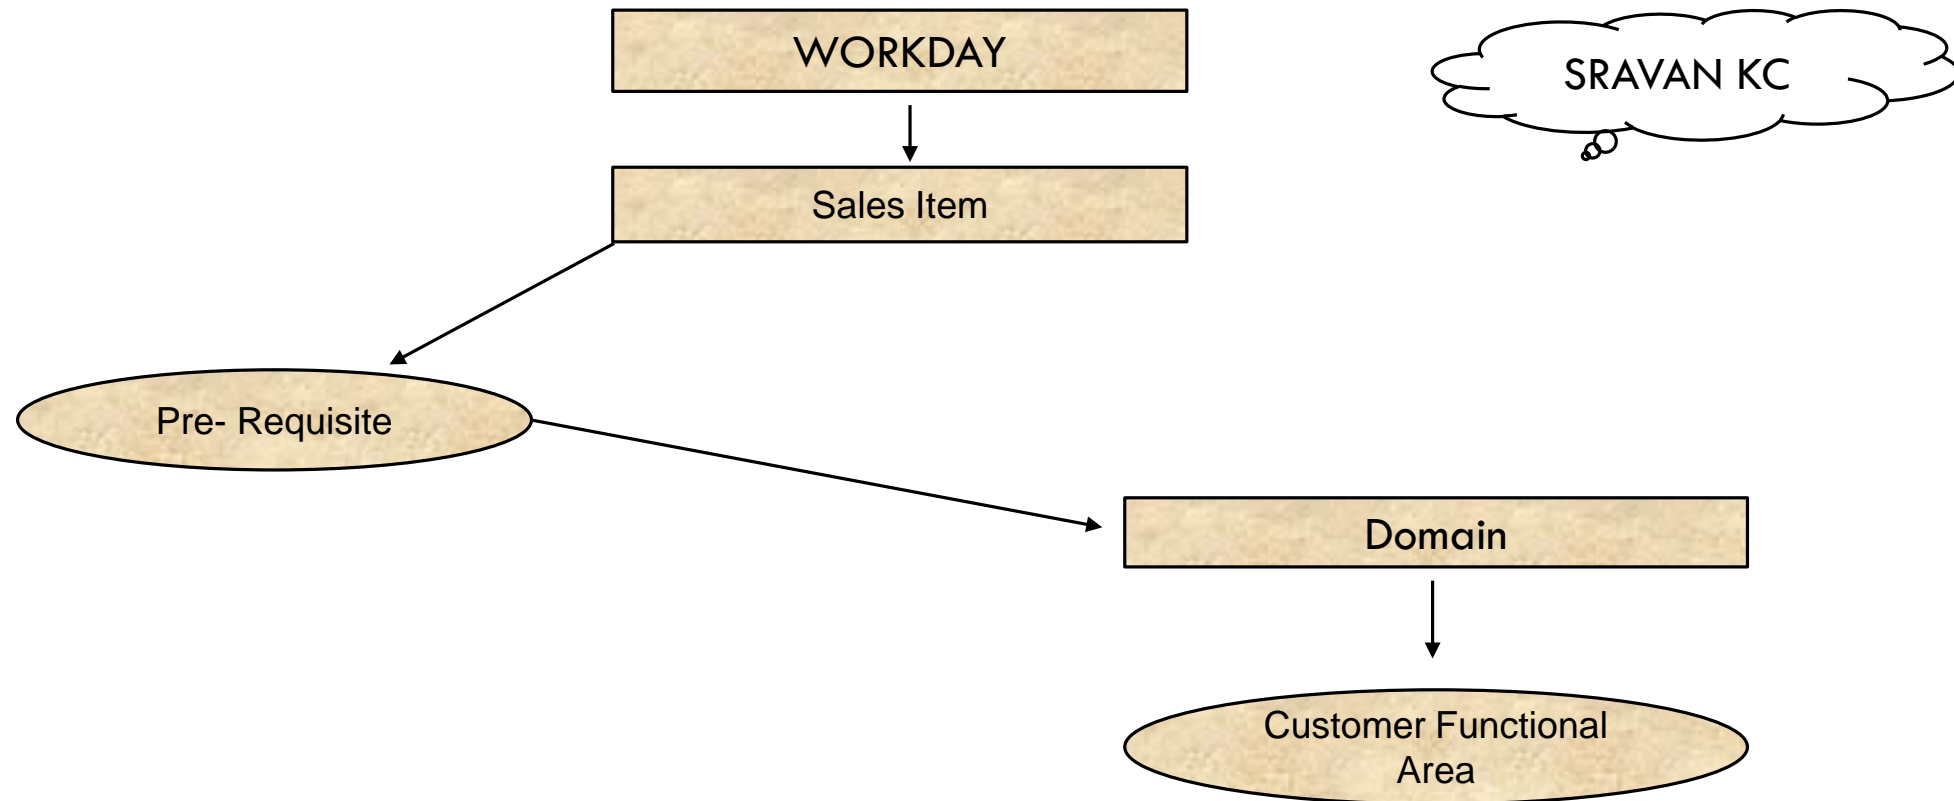 WORKDAY
SRAVAN KC
Sales Item
Pre- Requisite
Domain
Customer Functional
Area